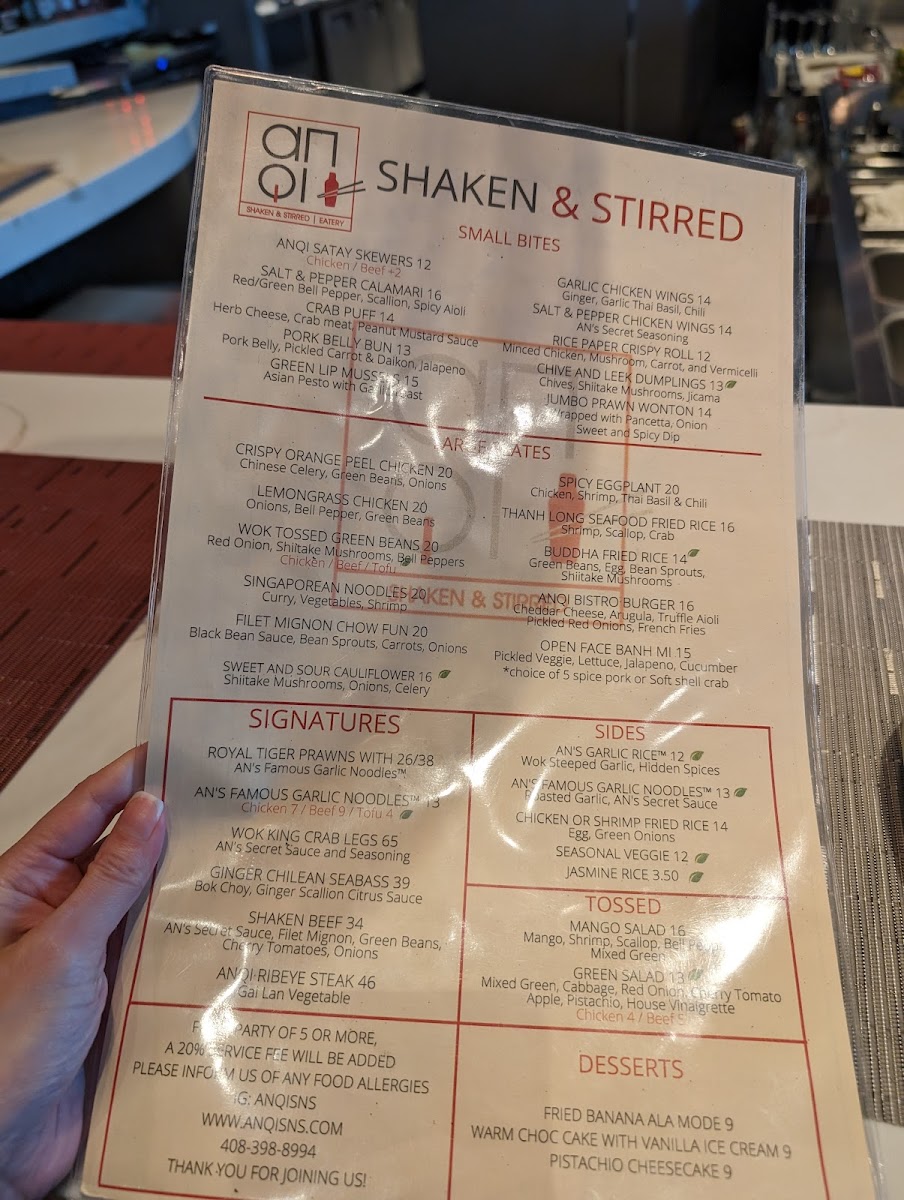 anqi
SHAKEN & STIRRED | EATERY
SHAKEN & STIRRED
SMALL BITES
ANQI SATAY SKEWERS 12
Chicken / Beef +2
SALT & PEPPER CALAMARI 16
Red/Green Bell Pepper, Scallion, Spicy Aioli
CRAB PUFF 14
Herb Cheese, Crab meat, Peanut Mustard Sauce
PORK BELLY BUN 13
Pork Belly, Pickled Carrot & Daikon, Jalapeno
GREEN LIP MUSSELS 15
Asian Pesto with Garlic Toast
GARLIC CHICKEN WINGS 14
Ginger, Garlic Thai Basil, Chili
SALT & PEPPER CHICKEN WINGS 14
AN's Secret Seasoning
RICE PAPER CRISPY ROLL 12
Minced Chicken, Mushroom, Carrot, and Vermicelli
CHIVE AND LEEK DUMPLINGS 13
Chives, Shiitake Mushrooms, Jicama
JUMBO PRAWN WONTON 14
Wrapped with Pancetta, Onion
Sweet and Spicy Dip
LARGE PLATES
CRISPY ORANGE PEEL CHICKEN 20
Chinese Celery, Green Beans, Onions
LEMONGRASS CHICKEN 20
Onions, Bell Pepper, Green Beans
WOK TOSSED GREEN BEANS 20
Red Onion, Shiitake Mushrooms, Bell Peppers
Chicken / Beef / Tofu
SINGAPOREAN NOODLES 20
Curry, Vegetables, Shrimp
FILET MIGNON CHOW FUN 20
Black Bean Sauce, Bean Sprouts, Carrots, Onions
SWEET AND SOUR CAULIFLOWER 16
Shiitake Mushrooms, Onions, Celery
SPICY EGGPLANT 20
Chicken, Shrimp, Thai Basil & Chili
THANH LONG SEAFOOD FRIED RICE 16
Shrimp, Scallop, Crab
BUDDHA FRIED RICE 14
Green Beans, Egg, Bean Sprouts,
Shiitake Mushrooms
ANQI BISTRO BURGER 16
Cheddar Cheese, Arugula, Truffle Aioli
Pickled Red Onions, French Fries
OPEN FACE BANH MI 15
Pickled Veggie, Lettuce, Jalapeno, Cucumber
*choice of 5 spice pork or Soft shell crab
SHAKEN & STIRRED
SIGNATURES
ROYAL TIGER PRAWNS WITH 26/38
AN's Famous Garlic Noodles™
AN'S FAMOUS GARLIC NOODLES™ 13
Chicken 7 / Beef 9 / Tofu 4
WOK KING CRAB LEGS 65
AN's Secret Sauce and Seasoning
GINGER CHILEAN SEABASS 39
Bok Choy, Ginger Scallion Citrus Sauce
SHAKEN BEEF 34
AN's Secret Sauce, Filet Mignon, Green Beans,
Cherry Tomatoes, Onions
ANQI RIBEYE STEAK 46
Gai Lan Vegetable
SIDES
AN'S GARLIC RICE™ 12
Wok Steeped Garlic, Hidden Spices
AN'S FAMOUS GARLIC NOODLES™ 13
Roasted Garlic, AN's Secret Sauce
CHICKEN OR SHRIMP FRIED RICE 14
Egg, Green Onions
SEASONAL VEGGIE 12
JASMINE RICE 3.50
TOSSED
MANGO SALAD 16
Mango, Shrimp, Scallop, Bell Pepper
Mixed Green
GREEN SALAD 13
Mixed Green, Cabbage, Red Onion, Cherry Tomato
Apple, Pistachio, House Vinaigrette
Chicken 4 / Beef 5
FOR PARTY OF 5 OR MORE,
A 20% SERVICE FEE WILL BE ADDED
PLEASE INFORM US OF ANY FOOD ALLERGIES
IG: ANQISNS
WWW.ANQISNS.COM
408-398-8994
THANK YOU FOR JOINING US!
DESSERTS
FRIED BANANA ALA MODE 9
WARM CHOC CAKE WITH VANILLA ICE CREAM 9
PISTACHIO CHEESECAKE 9